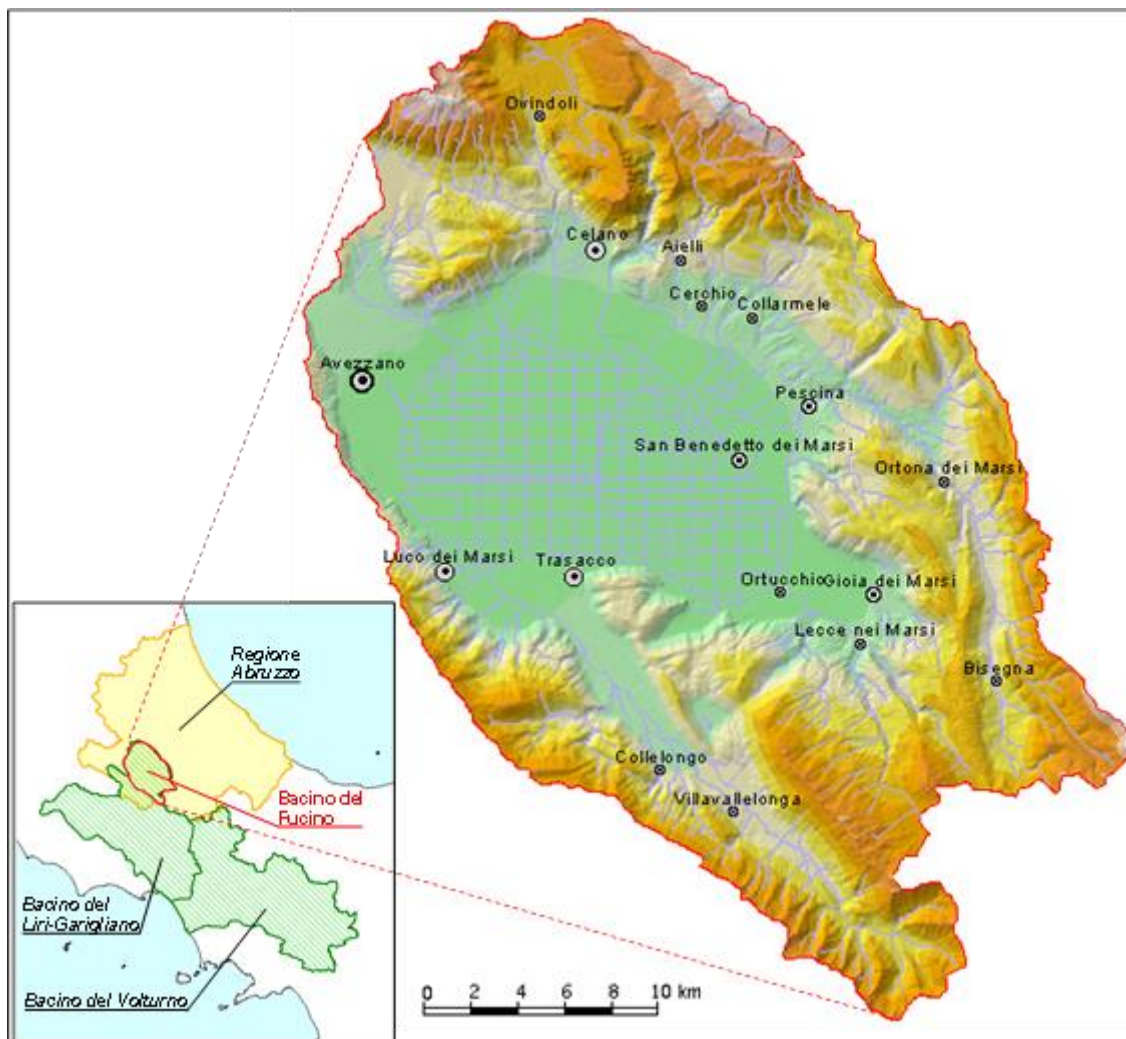 Ovindoli
Celano
Aielli
Cerchio
Collarmele
Avezzano
Pescina
San Benedetto dei Marsi
Ortona dei Marsi
Luco dei Marsi
Trasacco
Ortucchio
Gioia dei Marsi
Lecce nei Marsi
Bisegna
Collelongo
Villavallelonga
Regione
Abruzzo
Bacino del
Fucino
Bacino del
Liri-Garigliano
Bacino del Volturno
0 2 4 6 8 10 km